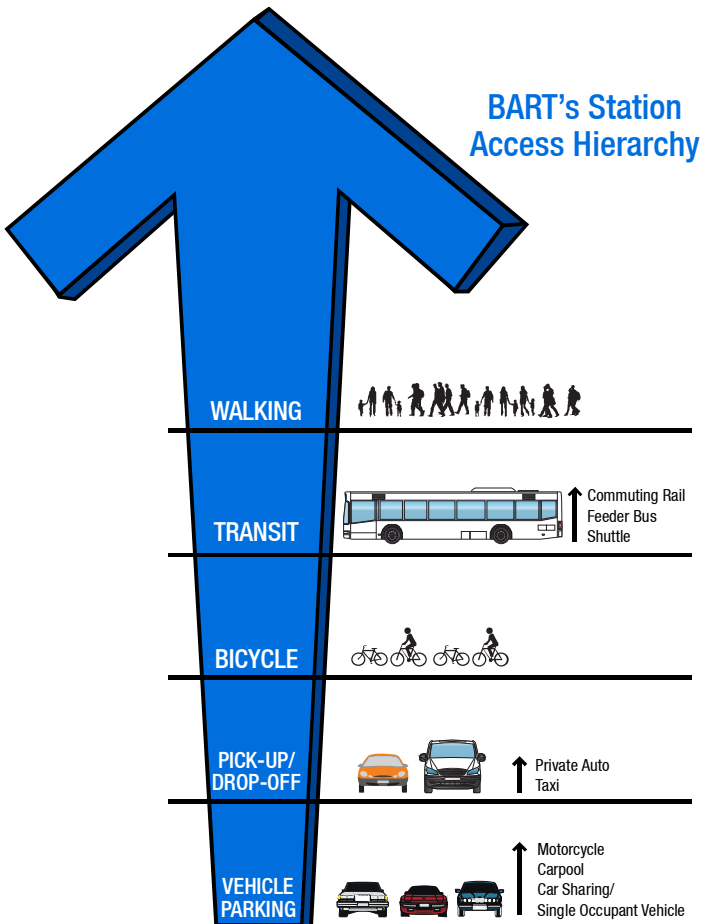 BART's Station
Access Hierarchy
WALKING
TRANSIT
Commuting Rail
Feeder Bus
Shuttle
BICYCLE
PICK-UP/
DROP-OFF
Private Auto
Taxi
VEHICLE
PARKING
Motorcycle
Carpool
Car Sharing/
Single Occupant Vehicle